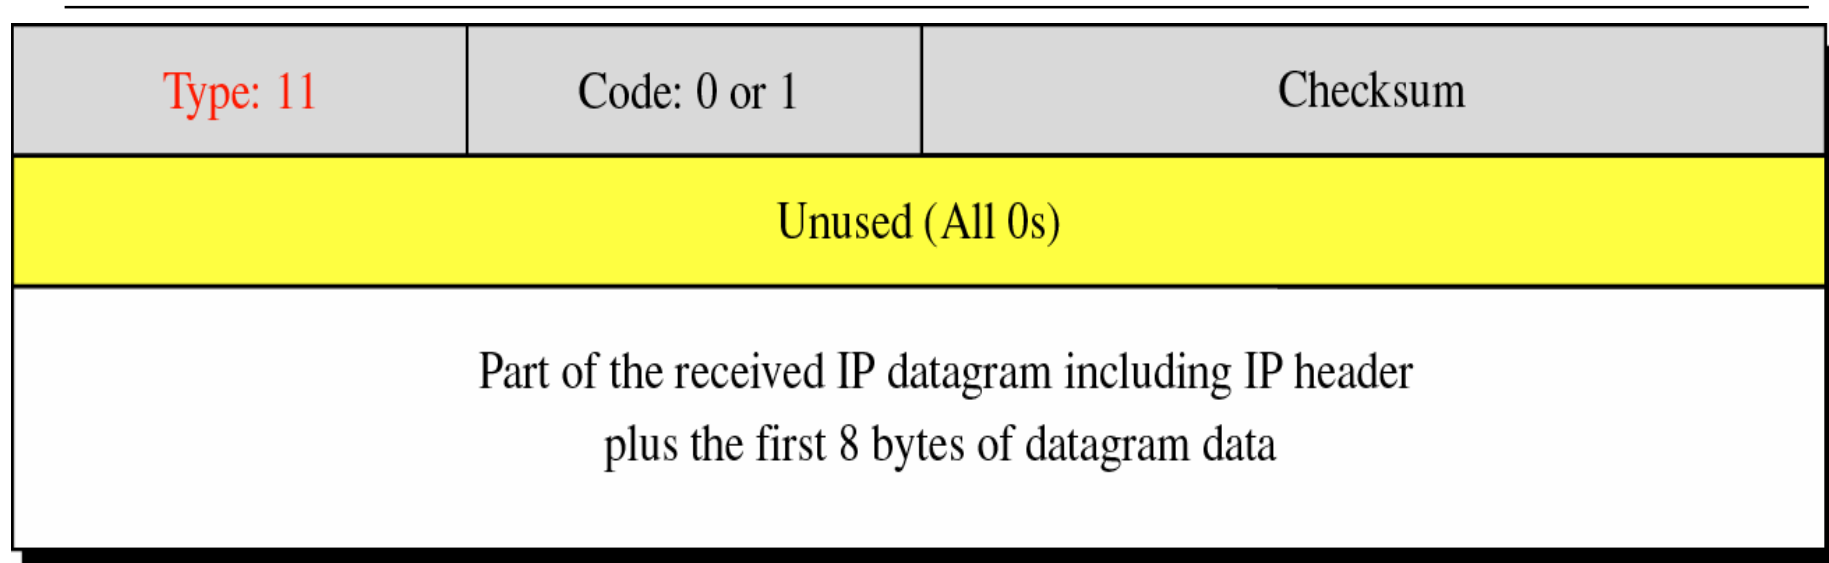 Type: 11
Code: 0 or 1
Checksum
Unused (All 0s)
Part of the received IP datagram including IP header
plus the first 8 bytes of datagram data